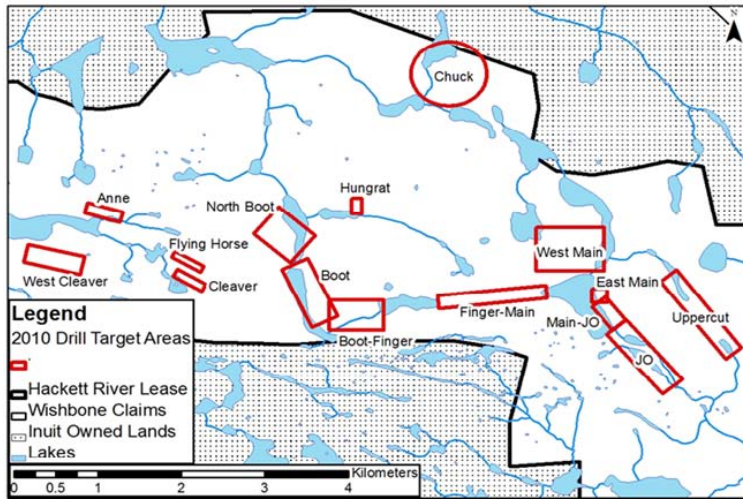 N
Chuck
Anne
Hungrat
North Boot
Flying Horse
West Main
West Cleaver
Cleaver
Boot
East Main
Uppercut
Finger-Main
Main-JO
Boot-Finger
JO
Legend
2010 Drill Target Areas
Hackett River Lease
Wishbone Claims
Inuit Owned Lands
Lakes
Kilometers
0 0.5 1 2 3 4